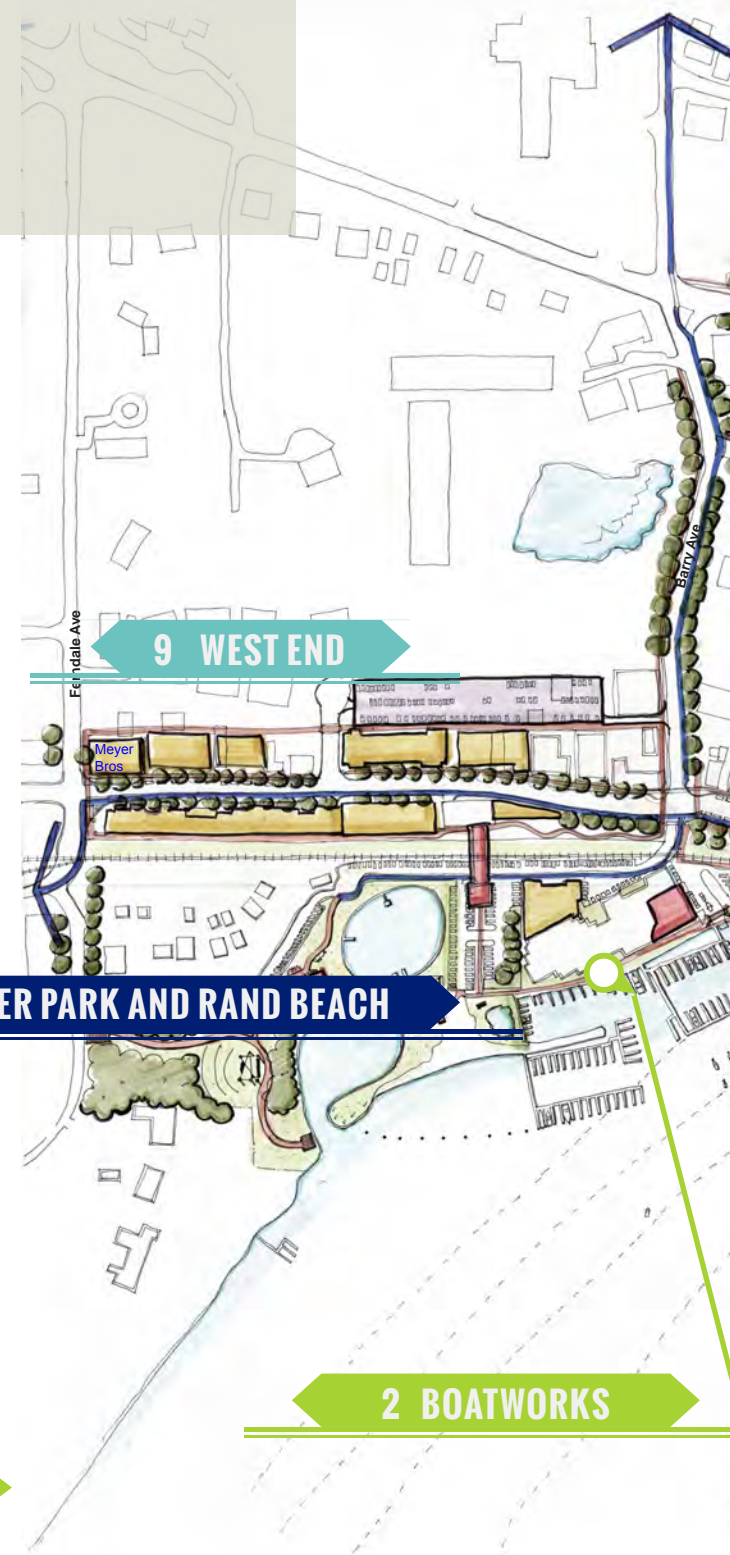 Barry Ave
Ferndale Ave
9 WEST END
Meyer
Bros
ER PARK AND RAND BEACH
2 BOATWORKS